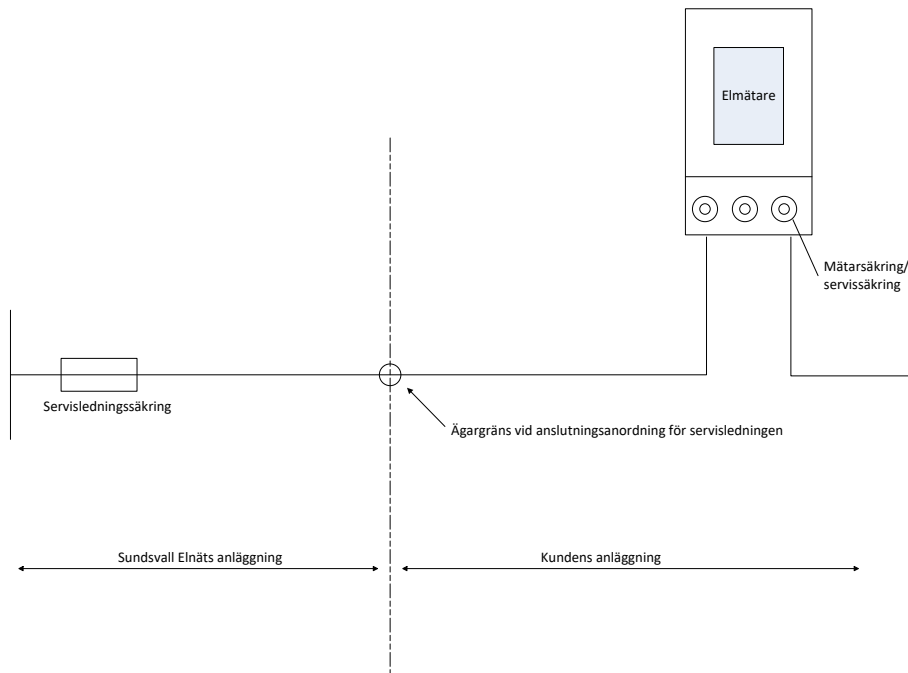 Elmätare
Mätarsäkring/
servissäkring
Servisledningssäkring
Ägargräns vid anslutningsanordning för servisledningen
Sundsvall Elnäts anläggning
Kundens anläggning